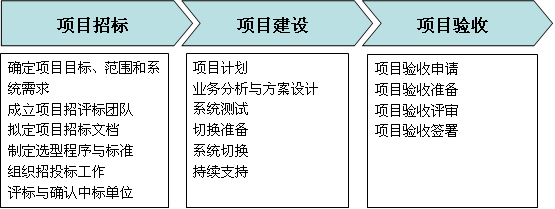 项目招标
项目建设
项目验收
确定项目目标、范围和系
统需求
成立项目招评标团队
拟定项目招标文档
制定选型程序与标准
组织招投标工作
评标与确认中标单位
项目计划
业务分析与方案设计
系统测试
切换准备
系统切换
持续支持
项目验收申请
项目验收准备
项目验收评审
项目验收签署